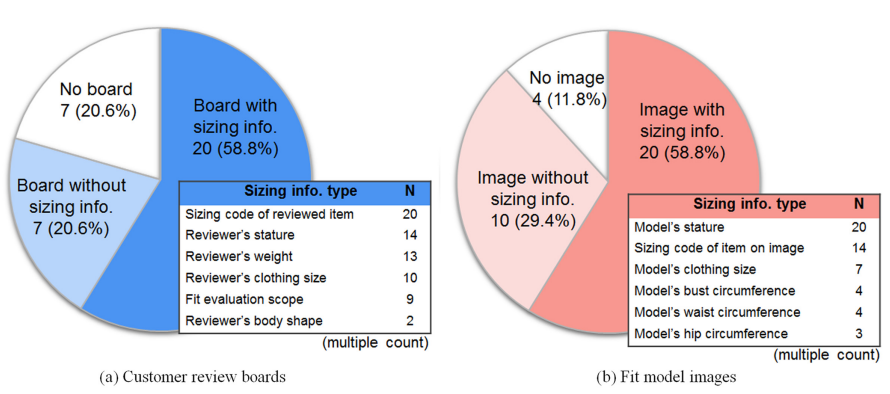 No board
7 (20.6%)
Board with
sizing info.
20 (58.8%)
Board without
sizing info.
7 (20.6%)
Sizing info. type N
Sizing code of reviewed item 20
Reviewer's stature 14
Reviewer's weight 13
Reviewer's clothing size 10
Fit evaluation scope 9
Reviewer's body shape 2
(multiple count)
(a) Customer review boards
No image
4 (11.8%)
Image with
sizing info.
20 (58.8%)
Image without
sizing info.
10 (29.4%)
Sizing info. type N
Model's stature 20
Sizing code of item on image 14
Model's clothing size 7
Model's bust circumference 4
Model's waist circumference 4
Model's hip circumference 3
(multiple count)
(b) Fit model images